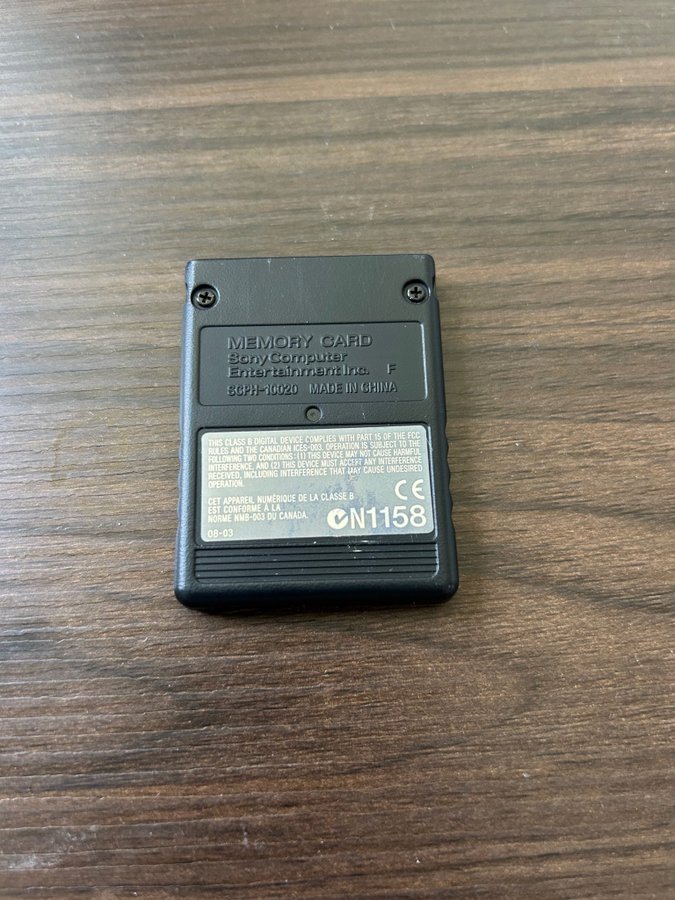 MEMORY CARD
Sony Computer
Entertainment Inc. F
SCPH-10020 MADE IN CHINA
THIS CLASS B DIGITAL DEVICE COMPLIES WITH PART 15 OF THE FCC
RULES AND THE CANADIAN ICES-003. OPERATION IS SUBJECT TO THE
FOLLOWING TWO CONDITIONS: (1) THIS DEVICE MAY NOT CAUSE HARMFUL
INTERFERENCE, AND (2) THIS DEVICE MUST ACCEPT ANY INTERFERENCE
RECEIVED, INCLUDING INTERFERENCE THAT MAY CAUSE UNDESIRED
OPERATION.
CET APPAREIL NUMÉRIQUE DE LA CLASSE B
EST CONFORME À LA
NORME NMB-003 DU CANADA.
CE
N1158
08-03